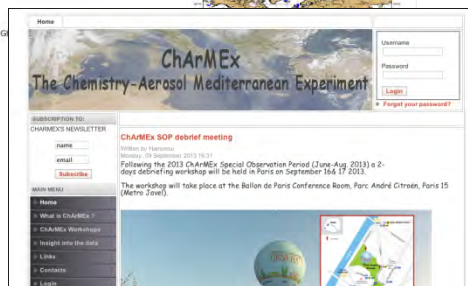 Home
ChArMEx
The Chemistry-Aerosol Mediterranean Experiment
Username
Password
Login
Forgot your password?
SUBSCRIPTION TO:
CHARMEX'S NEWSLETTER
name
email
Subscribe
MAIN MENU
Home
What is ChArMEx ?
ChArMEx Workshops
Insight into the data
Links
Contacts
Login
ChArMEx SOP debrief meeting
Monday, 09 September 2013 16:31
Following the 2013 ChArMEx Special Observation Period (June-Aug. 2013) a 2-
days debriefing workshop will be held in Paris on September 16& 17 2013.
The workshop will take place at the Ballon de Paris Conference Room, Parc André Citroën, Paris 15
(Metro Javel).